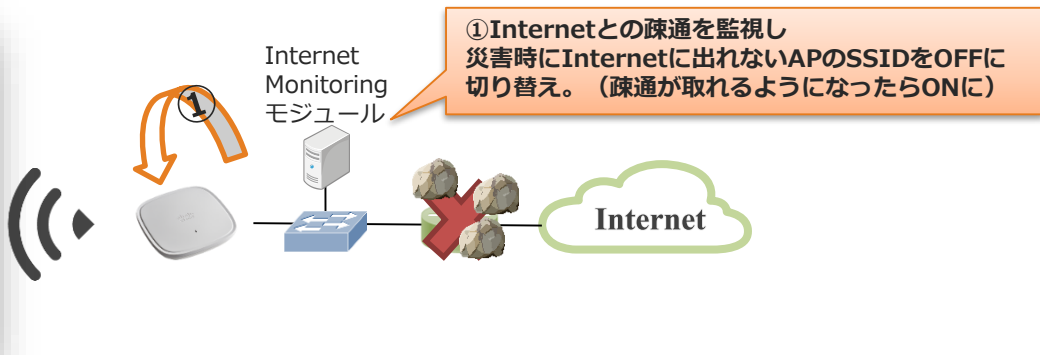 ①Internetとの疎通を監視し
災害時にInternetに出れないAPのSSIDをOFFに
切り替え。（疎通が取れるようになったらONに）
Internet
Monitoring
モジュール
①
Internet